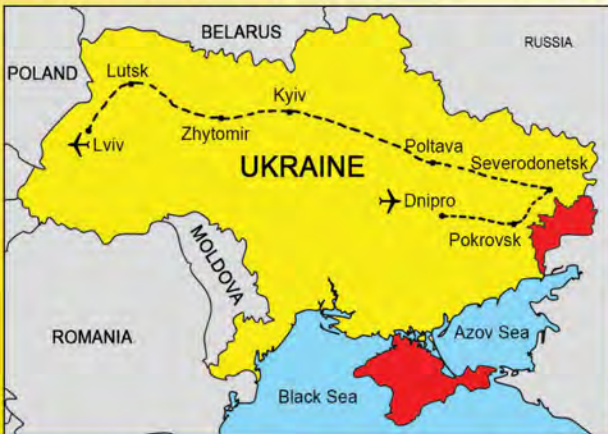 BELARUS
RUSSIA
POLAND
Lutsk
Kyiv
Lviv
Zhytomir
Poltava
Severodonetsk
UKRAINE
Dnipro
Pokrovsk
MOLDOVA
ROMANIA
Azov Sea
Black Sea